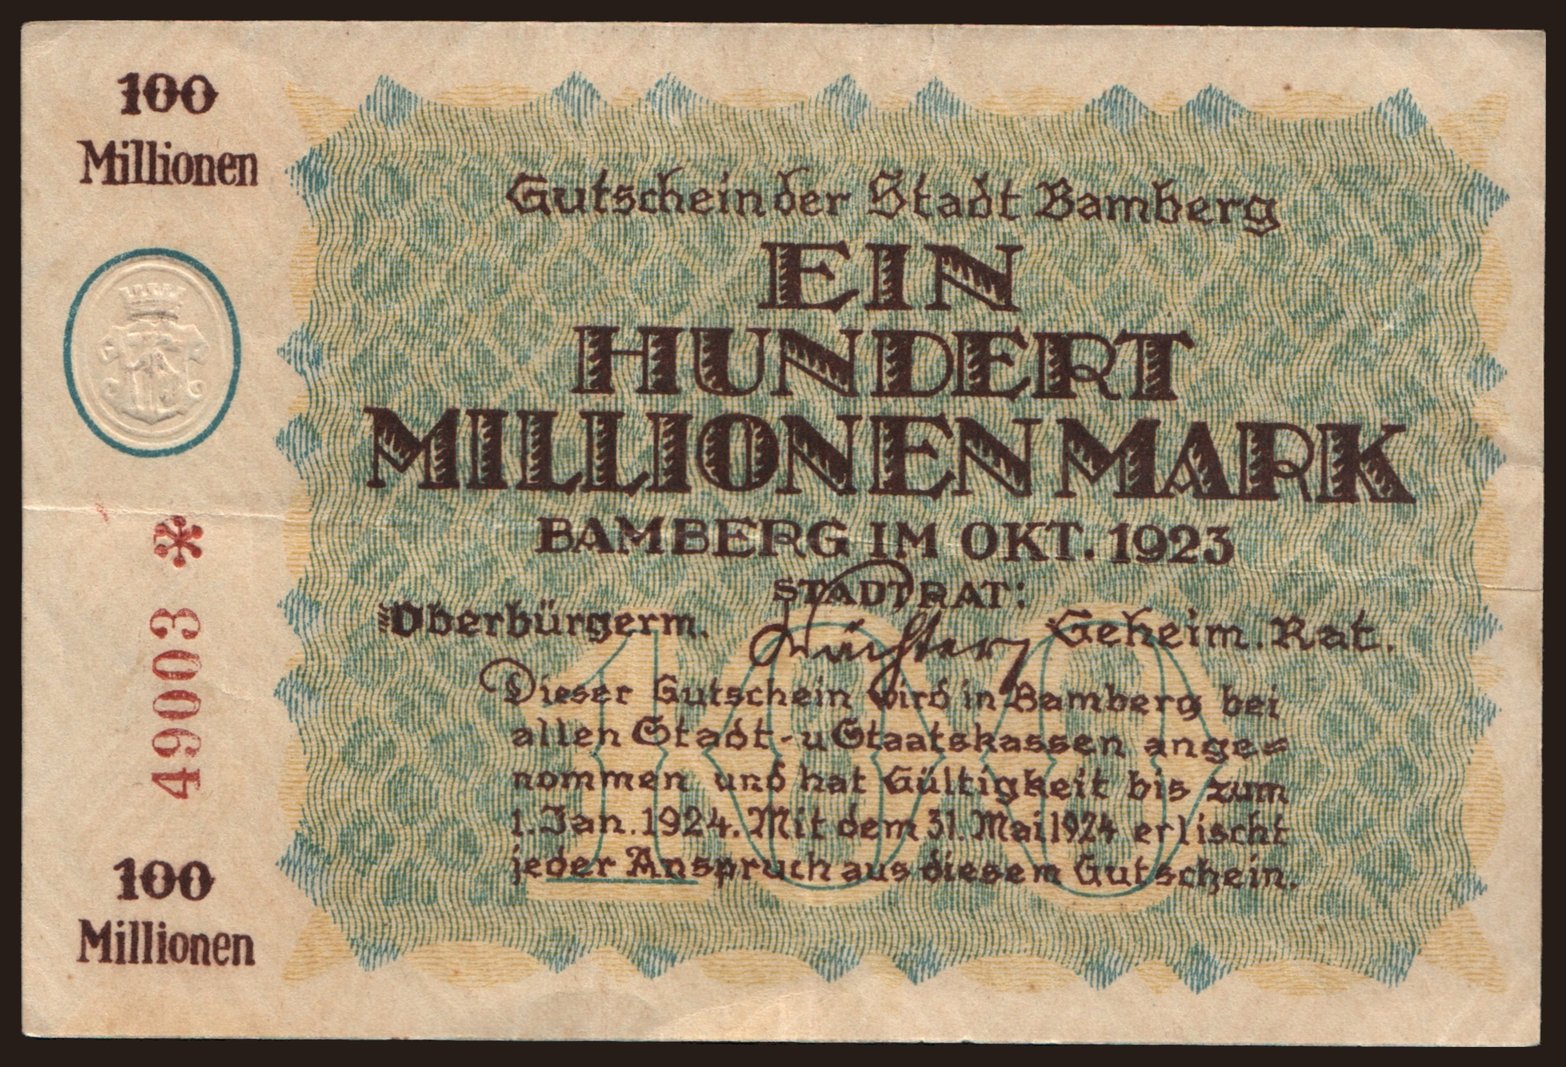 100
Millionen
49003 *
100
Millionen
Gutschein der Stadt Bamberg
EIN
HUNDERT
MILLIONEN MARK
BAMBERG IM OKT. 1923
STADTRAT:
Oberbürgerm. Geheim. Rat.
Dieser Gutschein wird in Bamberg bei
allen Stadt- u Staatskassen ange=
nommen und hat Gültigkeit bis zum
1. Jan. 1924. Mit dem 31. Mai 1924 erlischt
jeder Anspruch aus diesem Gutschein.
100